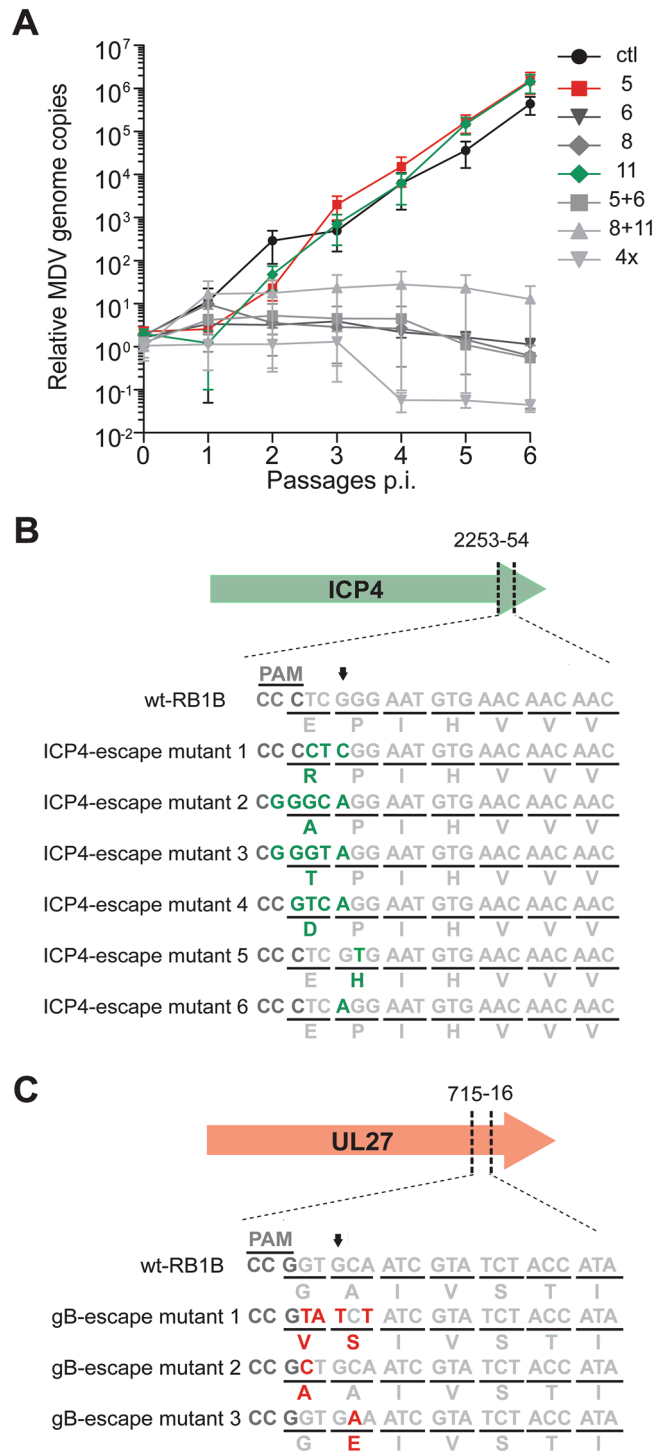 A
Relative MDV genome copies
10^7
10^6
10^5
10^4
10^3
10^2
10^1
10^0
10^-1
10^-2
0 1 2 3 4 5 6
Passages p.i.
ctl
5
6
8
11
5+6
8+11
4x
B
2253-54
ICP4
PAM
wt-RB1B CC CTC GGG AAT GTG AAC AAC AAC
E P I H V V V
ICP4-escape mutant 1 CC CCT CGG AAT GTG AAC AAC AAC
R P I H V V V
ICP4-escape mutant 2 CG GGC AGG AAT GTG AAC AAC AAC
A P I H V V V
ICP4-escape mutant 3 CG GGT AGG AAT GTG AAC AAC AAC
T P I H V V V
ICP4-escape mutant 4 CC GTC AGG AAT GTG AAC AAC AAC
D P I H V V V
ICP4-escape mutant 5 CC CTC GTG AAT GTG AAC AAC AAC
E H I H V V V
ICP4-escape mutant 6 CC CTC AGG AAT GTG AAC AAC AAC
E P I H V V V
C
715-16
UL27
PAM
wt-RB1B CC GGT GCA ATC GTA TCT ACC ATA
G A I V S T I
gB-escape mutant 1 CC GTA TCT ATC GTA TCT ACC ATA
V S I V S T I
gB-escape mutant 2 CC GCT GCA ATC GTA TCT ACC ATA
A A I V S T I
gB-escape mutant 3 CC GGT GAA ATC GTA TCT ACC ATA
G E I V S T I